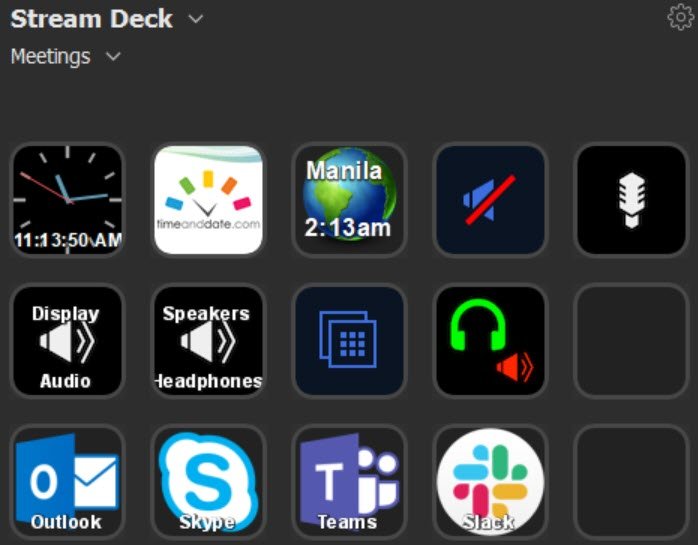 Stream Deck
Meetings
11:13:50 AM
timeanddate.com
Manila
2:13am
Display
Audio
Speakers
Headphones
O
Outlook
S
Skype
T
Teams
Slack